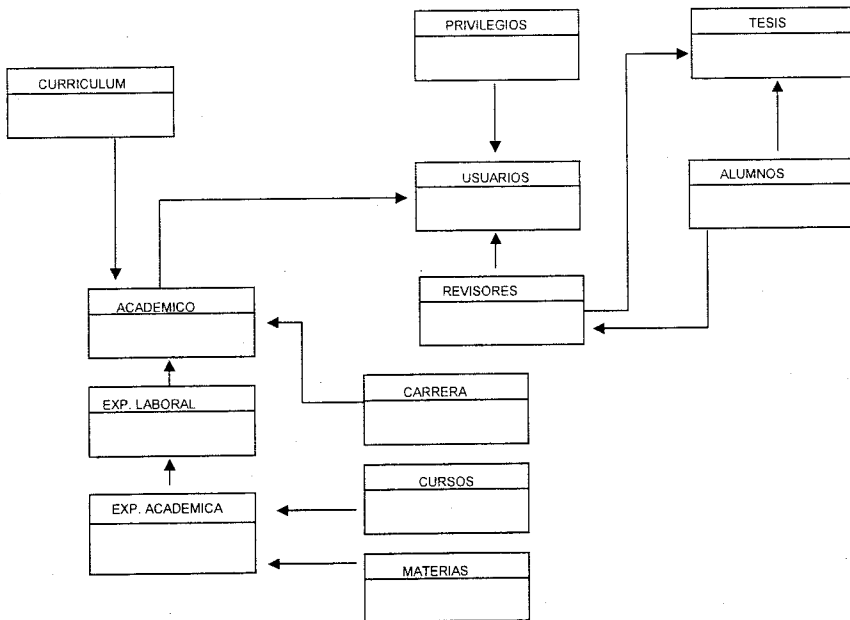 PRIVILEGIOS
TESIS
CURRICULUM
USUARIOS
ALUMNOS
ACADEMICO
REVISORES
EXP. LABORAL
CARRERA
CURSOS
EXP. ACADEMICA
MATERIAS